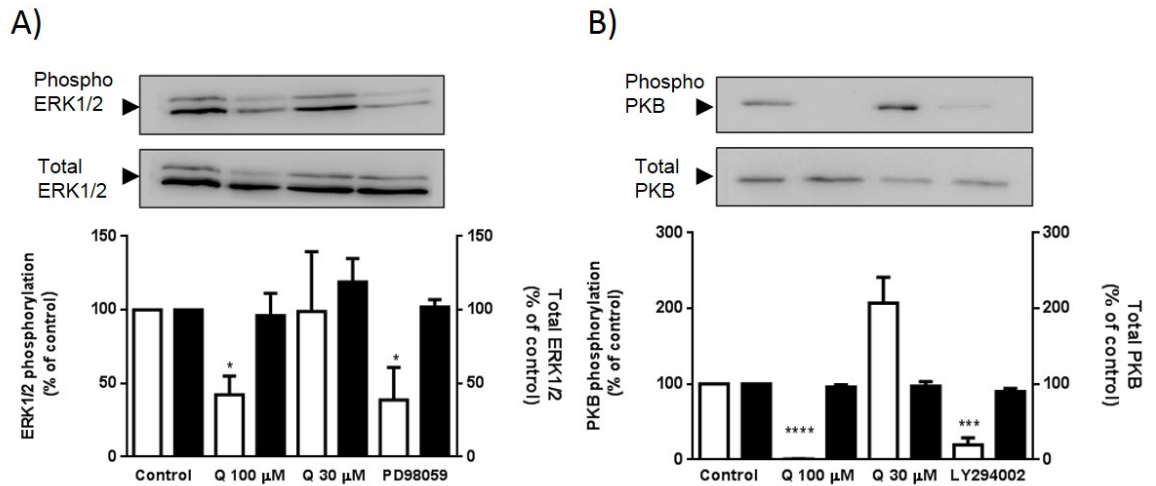 A)
Phospho
ERK1/2
Total
ERK1/2
150
100
50
0
150
100
50
0
ERK1/2 phosphorylation
(% of control)
Total ERK1/2
(% of control)
*
*
Control
Q 100 µM
Q 30 µM
PD98059
B)
Phospho
PKB
Total
PKB
300
200
100
0
300
200
100
0
PKB phosphorylation
(% of control)
Total PKB
(% of control)
****
***
Control
Q 100 µM
Q 30 µM
LY294002